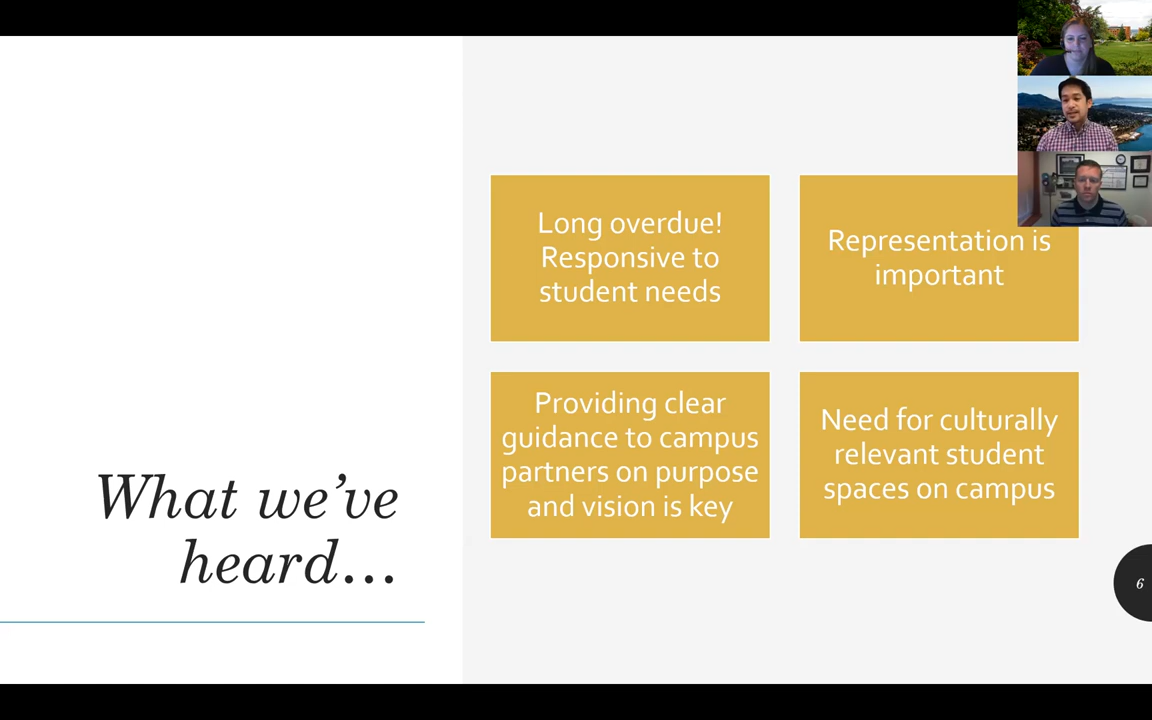 What we've
heard...
Long overdue!
Responsive to
student needs
Representation is
important
Providing clear
guidance to campus
partners on purpose
and vision is key
Need for culturally
relevant student
spaces on campus
6